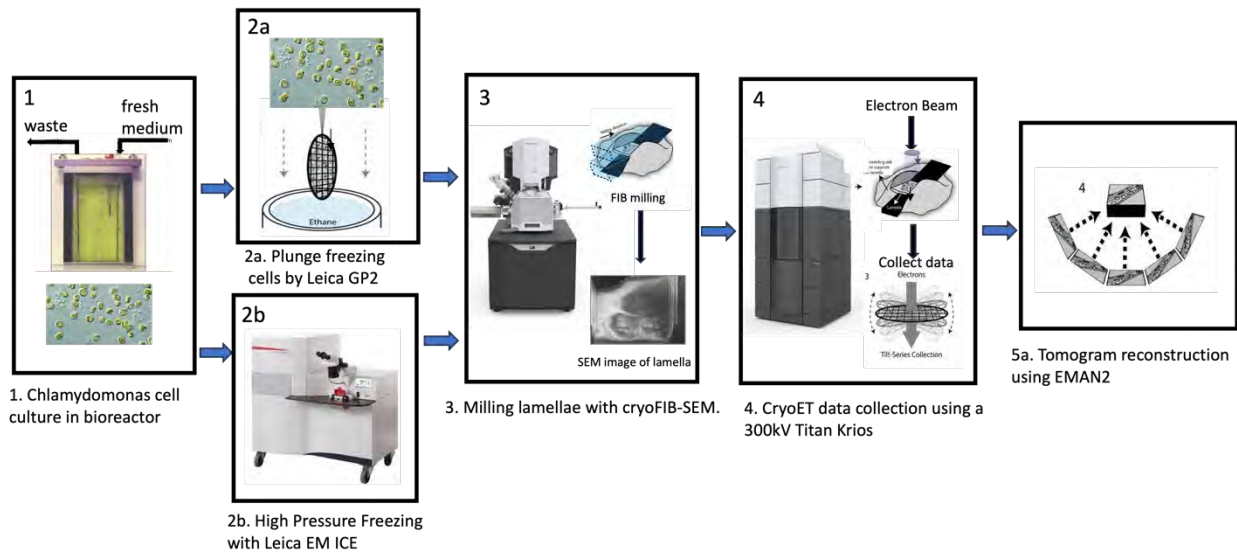 1
waste
fresh
medium
1. Chlamydomonas cell
culture in bioreactor
2a
Ethane
2a. Plunge freezing
cells by Leica GP2
2b
2b. High Pressure Freezing
with Leica EM ICE
3
FIB milling
SEM image of lamella
3. Milling lamellae with cryoFIB-SEM.
4
Electron Beam
Lamella
Collect data
3
Electrons
Tilt-Series Collection
4. CryoET data collection using a
300kV Titan Krios
4
5a. Tomogram reconstruction
using EMAN2